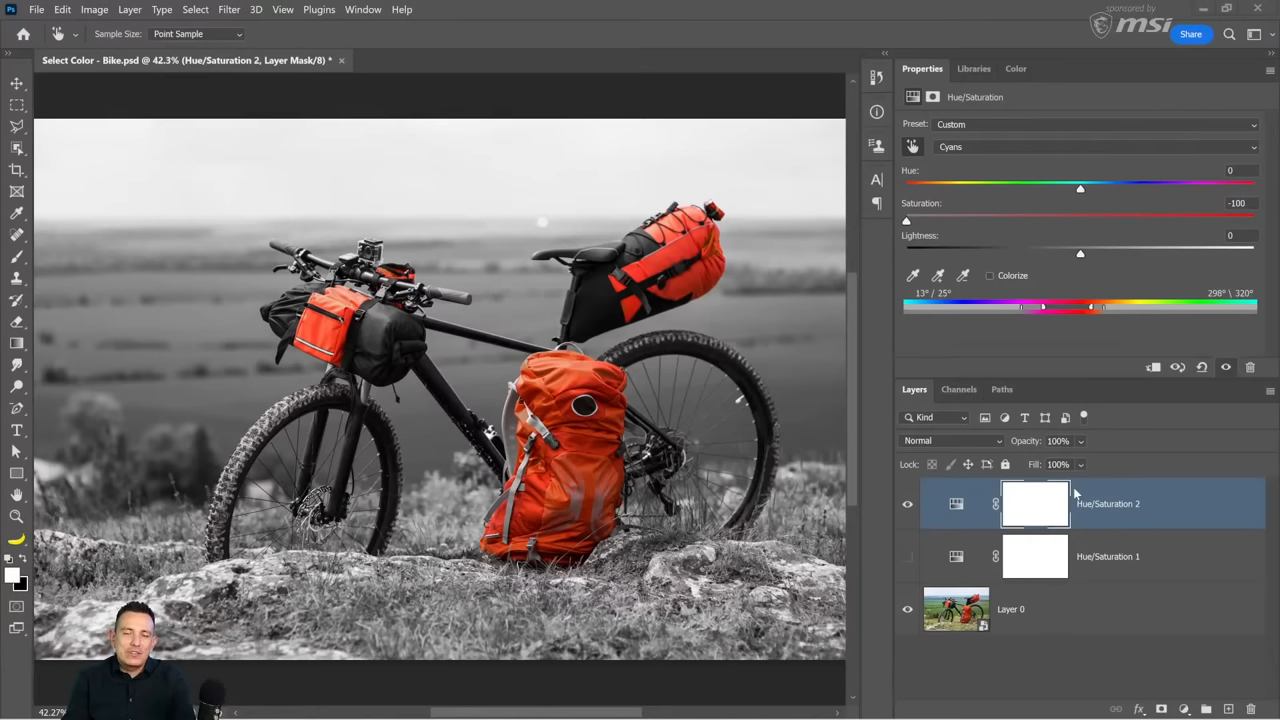 Ps File Edit Image Layer Type Select Filter 3D View Plugins Window Help
sponsored by
msi
Sample Size: Point Sample
Share
Select Color - Bike.psd @ 42.3% (Hue/Saturation 2, Layer Mask/8) *
Properties Libraries Color
Hue/Saturation
Preset: Custom
Cyans
Hue: 0
Saturation: -100
Lightness: 0
Colorize
13° / 25° 298° \ 320°
Layers Channels Paths
Kind
Normal Opacity: 100%
Lock: Fill: 100%
Hue/Saturation 2
Hue/Saturation 1
Layer 0
42.27%